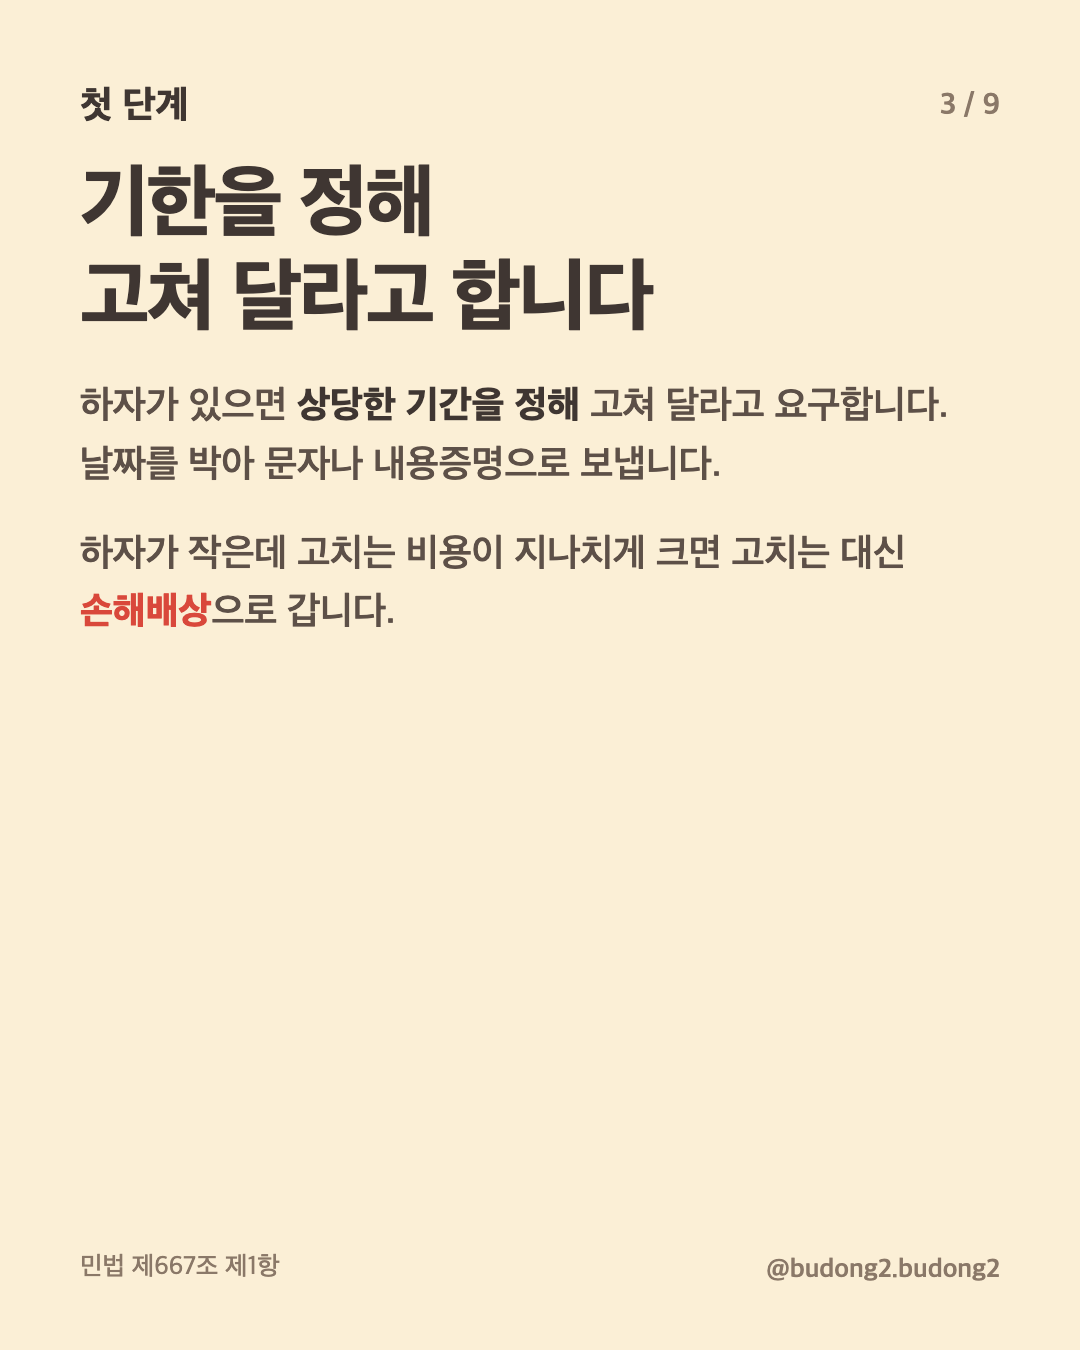 첫 단계
3 / 9
기한을 정해
고쳐 달라고 합니다
하자가 있으면 상당한 기간을 정해 고쳐 달라고 요구합니다.
날짜를 박아 문자나 내용증명으로 보냅니다.
하자가 작은데 고치는 비용이 지나치게 크면 고치는 대신
손해배상으로 갑니다.
민법 제667조 제1항
@budong2.budong2